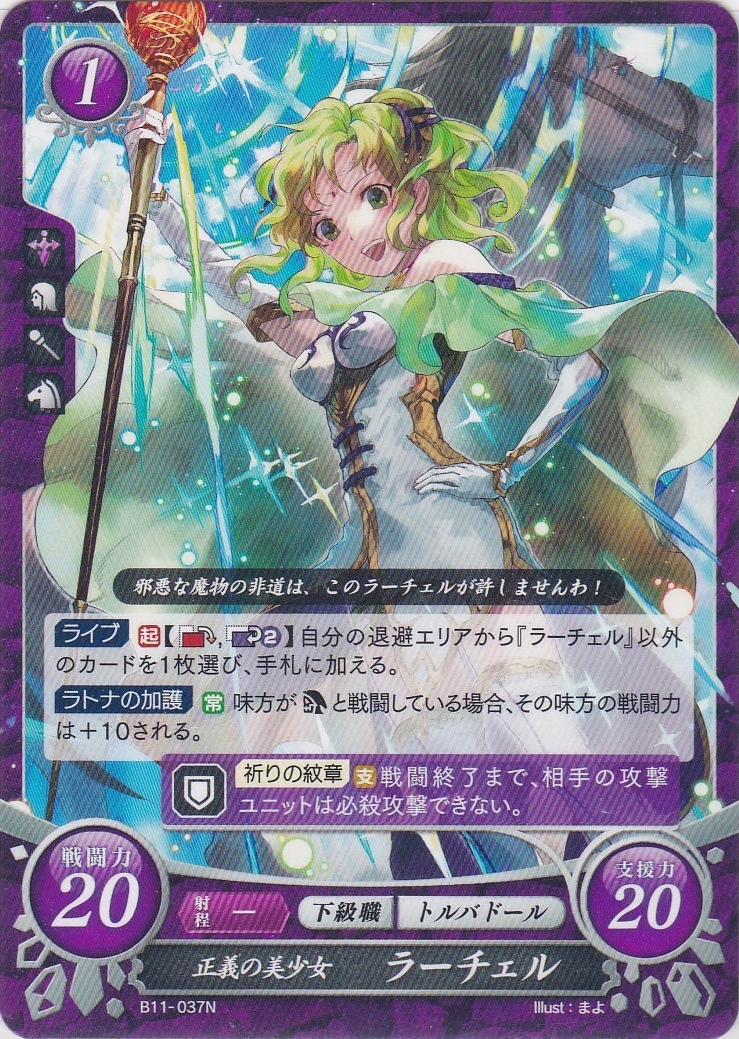 1
邪悪な魔物の非道は、このラーチェルが許しませんわ！
ライブ 起【 , 2】自分の退避エリアから『ラーチェル』以外
のカードを1枚選び、手札に加える。
ラトナの加護 常 味方が と戦闘している場合、その味方の戦闘力
は＋10される。
祈りの紋章 支 戦闘終了まで、相手の攻撃
ユニットは必殺攻撃できない。
戦闘力
20
射程 －
下級職 トルバドール
支援力
20
正義の美少女 ラーチェル
B11-037N
Illust：まよ